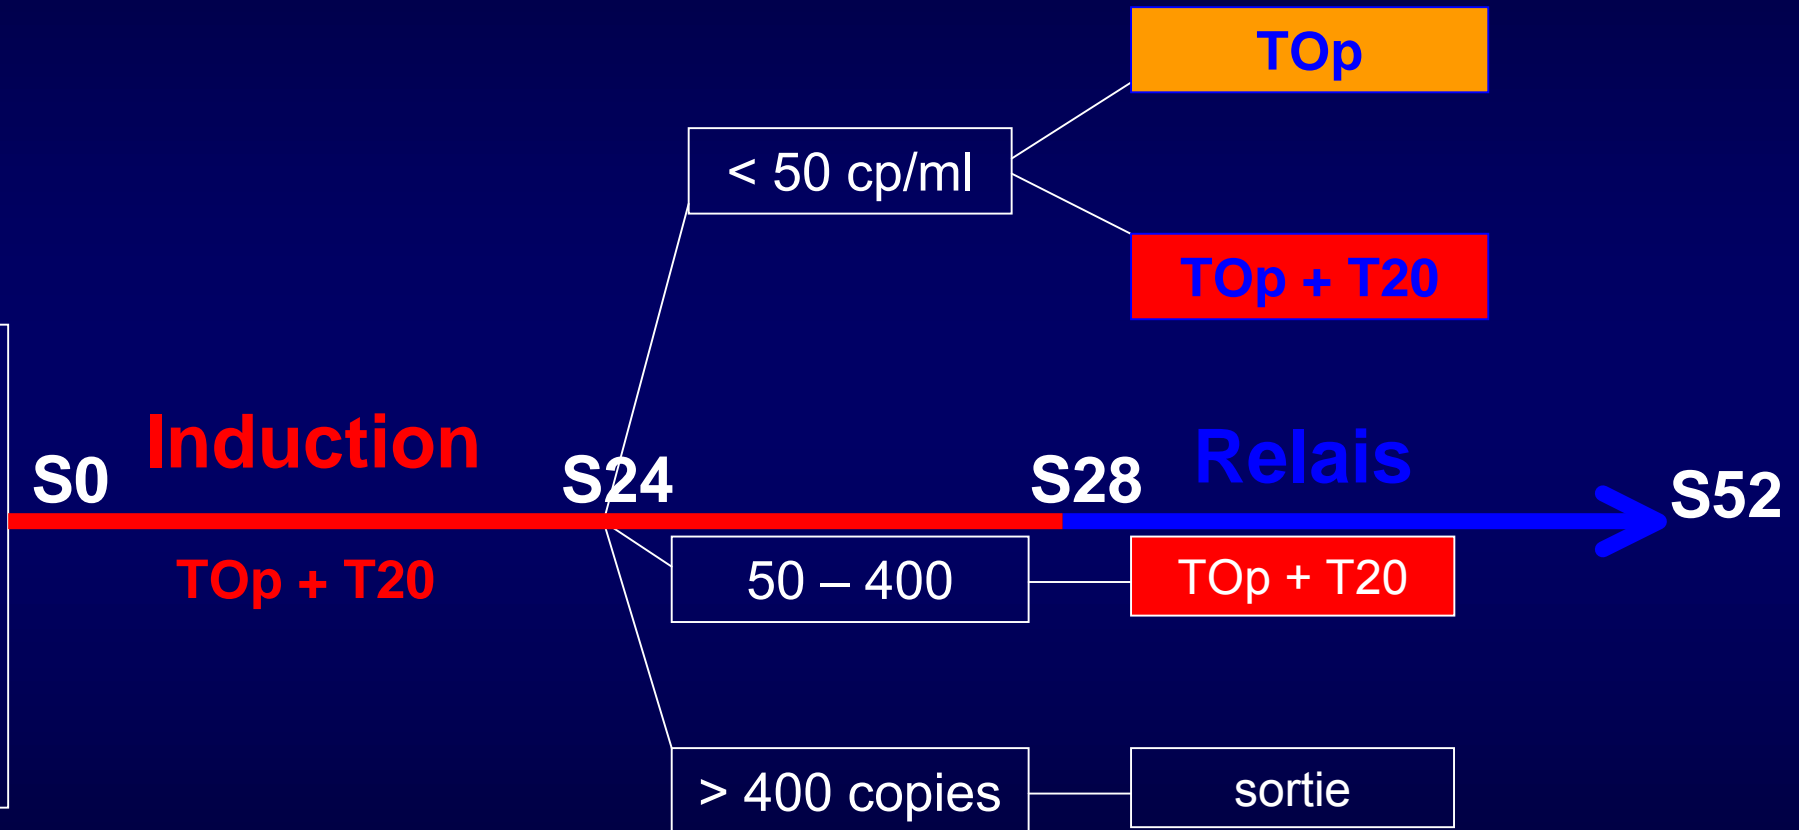 TOp
< 50 cp/ml
TOp + T20
Induction
Relais
S0
S24
S28
S52
TOp + T20
50 – 400
TOp + T20
> 400 copies
sortie